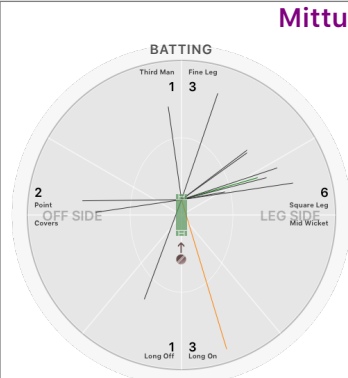 Mittu
BATTING
Third Man Fine Leg
1 3
2 6
Point Square Leg
OFF SIDE LEG SIDE
Covers Mid Wicket
1 3
Long Off Long On